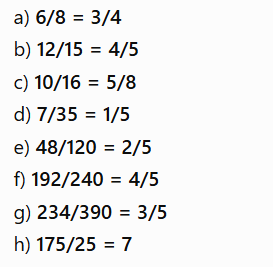 a) 6/8 = 3/4
b) 12/15 = 4/5
c) 10/16 = 5/8
d) 7/35 = 1/5
e) 48/120 = 2/5
f) 192/240 = 4/5
g) 234/390 = 3/5
h) 175/25 = 7